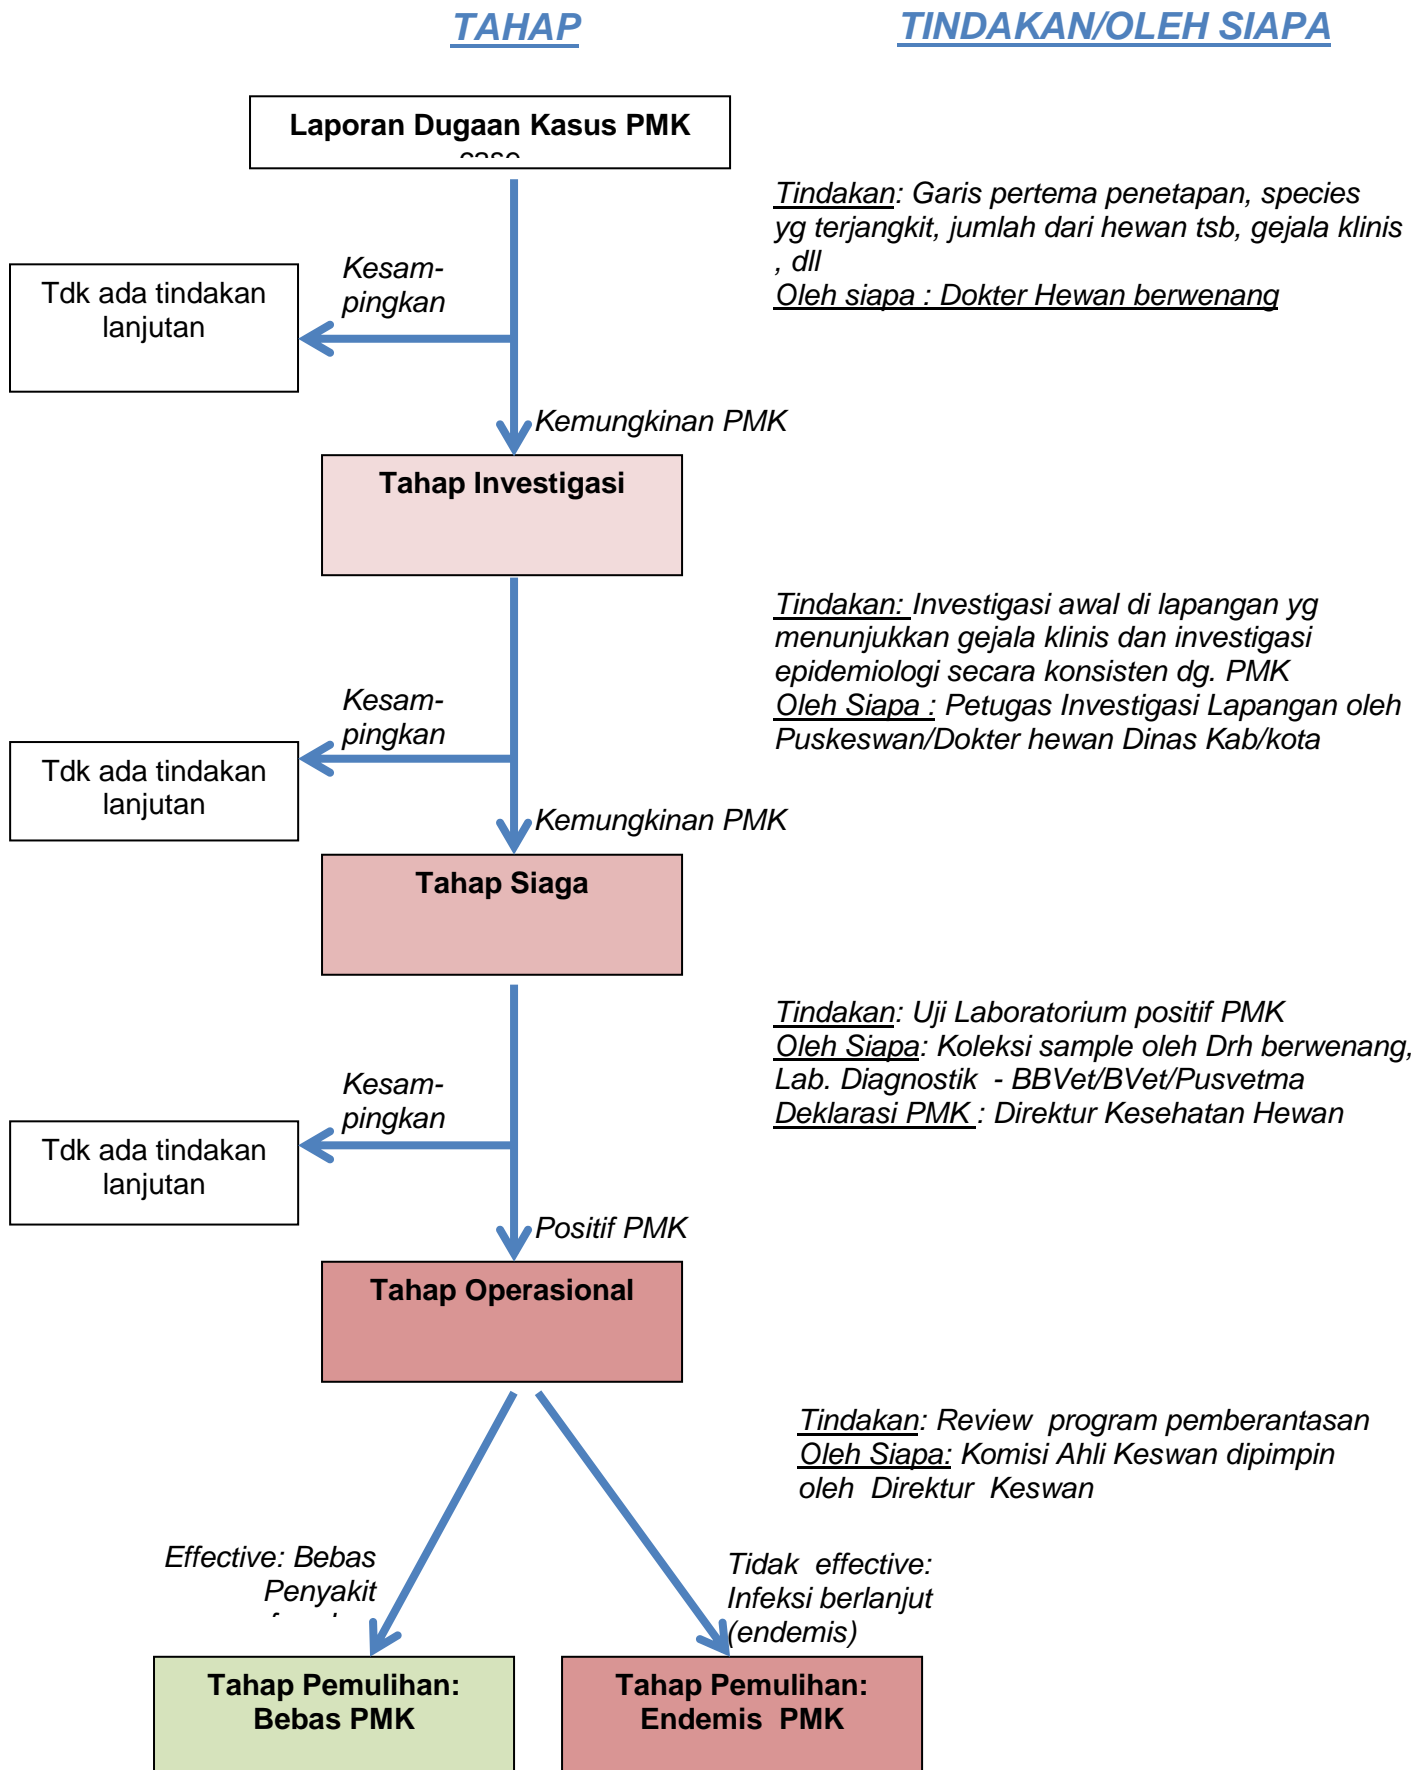 TAHAP
TINDAKAN/OLEH SIAPA
Laporan Dugaan Kasus PMK
Tindakan: Garis pertema penetapan, species
yg terjangkit, jumlah dari hewan tsb, gejala klinis
, dll
Oleh siapa : Dokter Hewan berwenang
Kesam-
pingkan
Tdk ada tindakan
lanjutan
Kemungkinan PMK
Tahap Investigasi
Tindakan: Investigasi awal di lapangan yg
menunjukkan gejala klinis dan investigasi
epidemiologi secara konsisten dg. PMK
Oleh Siapa : Petugas Investigasi Lapangan oleh
Puskeswan/Dokter hewan Dinas Kab/kota
Kesam-
pingkan
Tdk ada tindakan
lanjutan
Kemungkinan PMK
Tahap Siaga
Tindakan: Uji Laboratorium positif PMK
Oleh Siapa: Koleksi sample oleh Drh berwenang,
Lab. Diagnostik - BBVet/BVet/Pusvetma
Deklarasi PMK : Direktur Kesehatan Hewan
Kesam-
pingkan
Tdk ada tindakan
lanjutan
Positif PMK
Tahap Operasional
Tindakan: Review program pemberantasan
Oleh Siapa: Komisi Ahli Keswan dipimpin
oleh Direktur Keswan
Effective: Bebas
Penyakit
Tidak effective:
Infeksi berlanjut
(endemis)
Tahap Pemulihan:
Bebas PMK
Tahap Pemulihan:
Endemis PMK